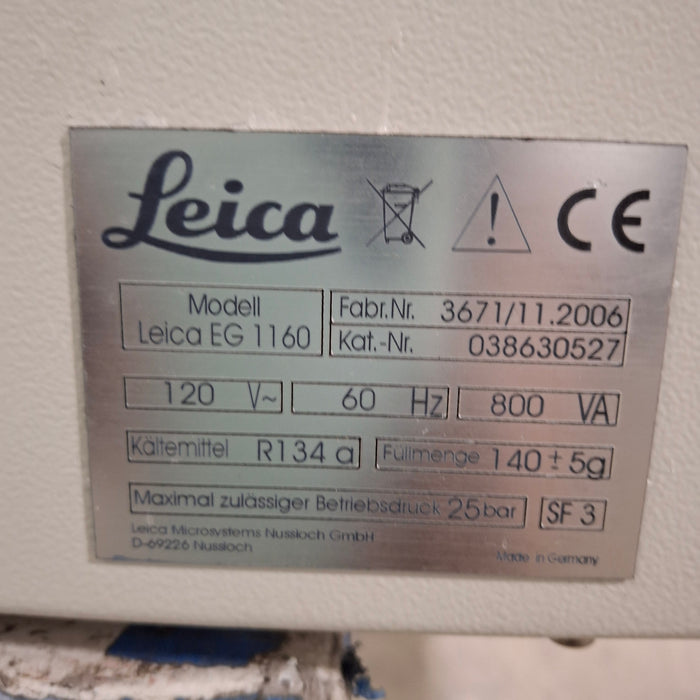 Leica
CE
Modell
Leica EG 1160
Fabr.Nr. 3671/11.2006
Kat.-Nr. 038630527
120 V~ 60 Hz 800 VA
Kältemittel R134 a Füllmenge 140 ± 5g
Maximal zulässiger Betriebsdruck 25 bar SF 3
Leica Microsystems Nussloch GmbH
D-69226 Nussloch
Made in Germany